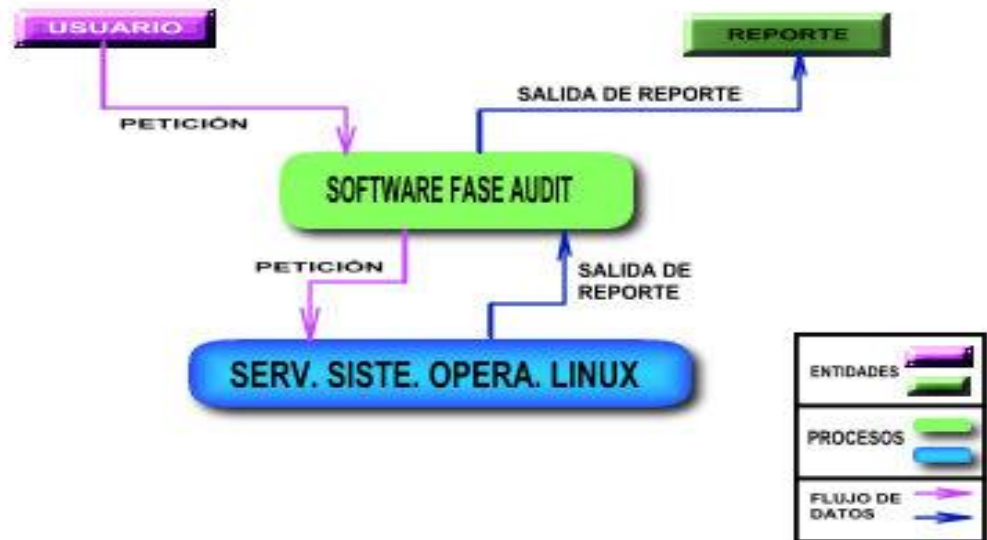 USUARIO
REPORTE
SALIDA DE REPORTE
PETICIÓN
SOFTWARE FASE AUDIT
PETICIÓN
SALIDA DE
REPORTE
SERV. SISTE. OPERA. LINUX
ENTIDADES
PROCESOS
FLUJO DE
DATOS